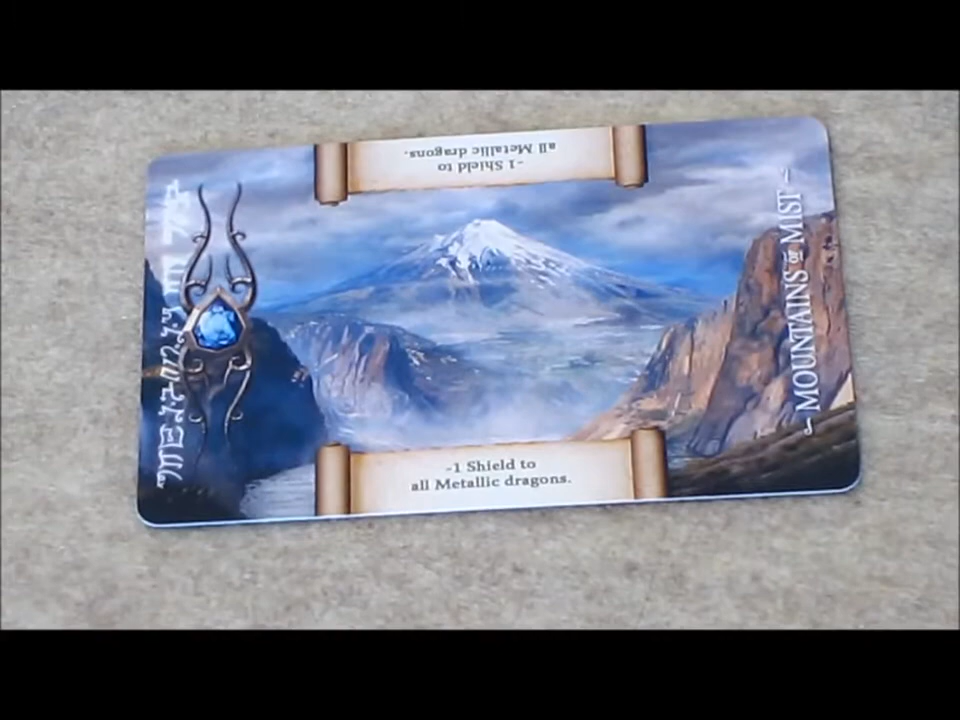 -1 Shield to
all Metallic dragons.
~ MOUNTAINS OF MIST ~
-1 Shield to
all Metallic dragons.